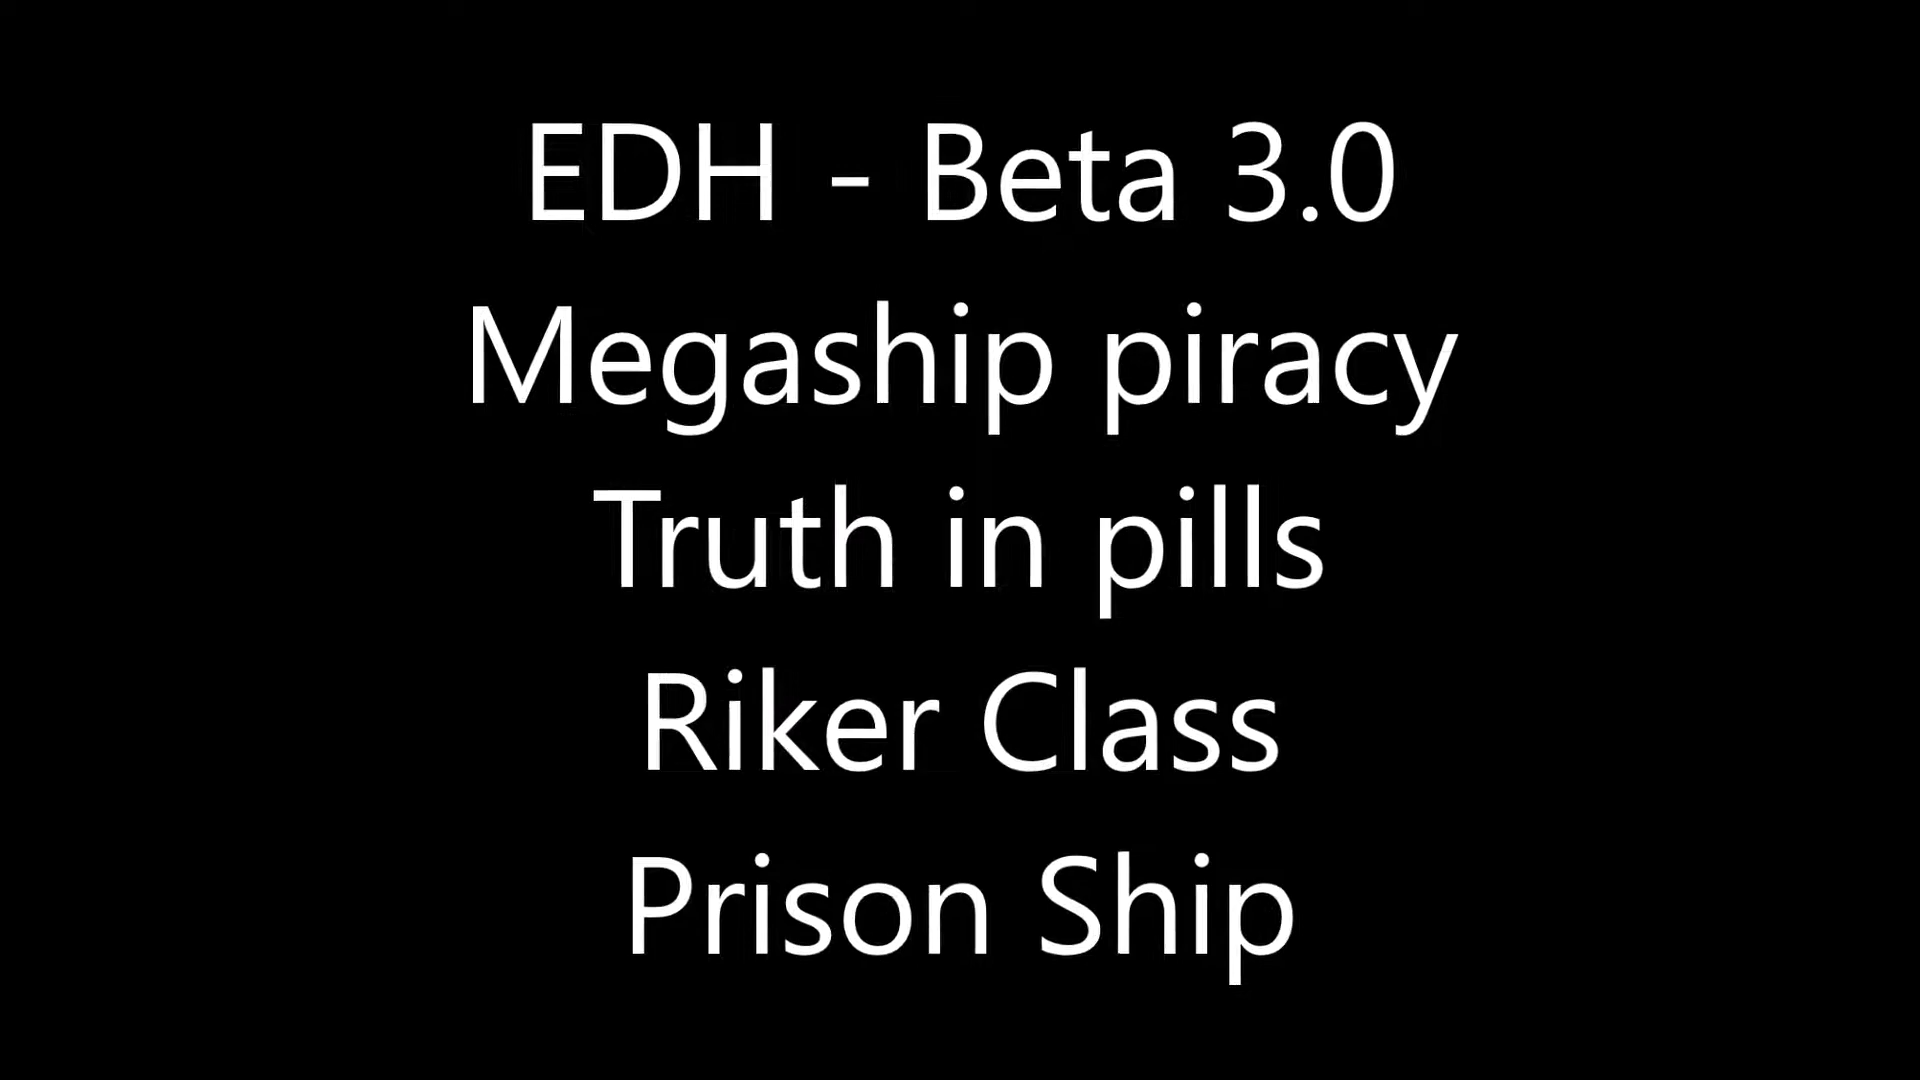 EDH - Beta 3.0
Megaship piracy
Truth in pills
Riker Class
Prison Ship